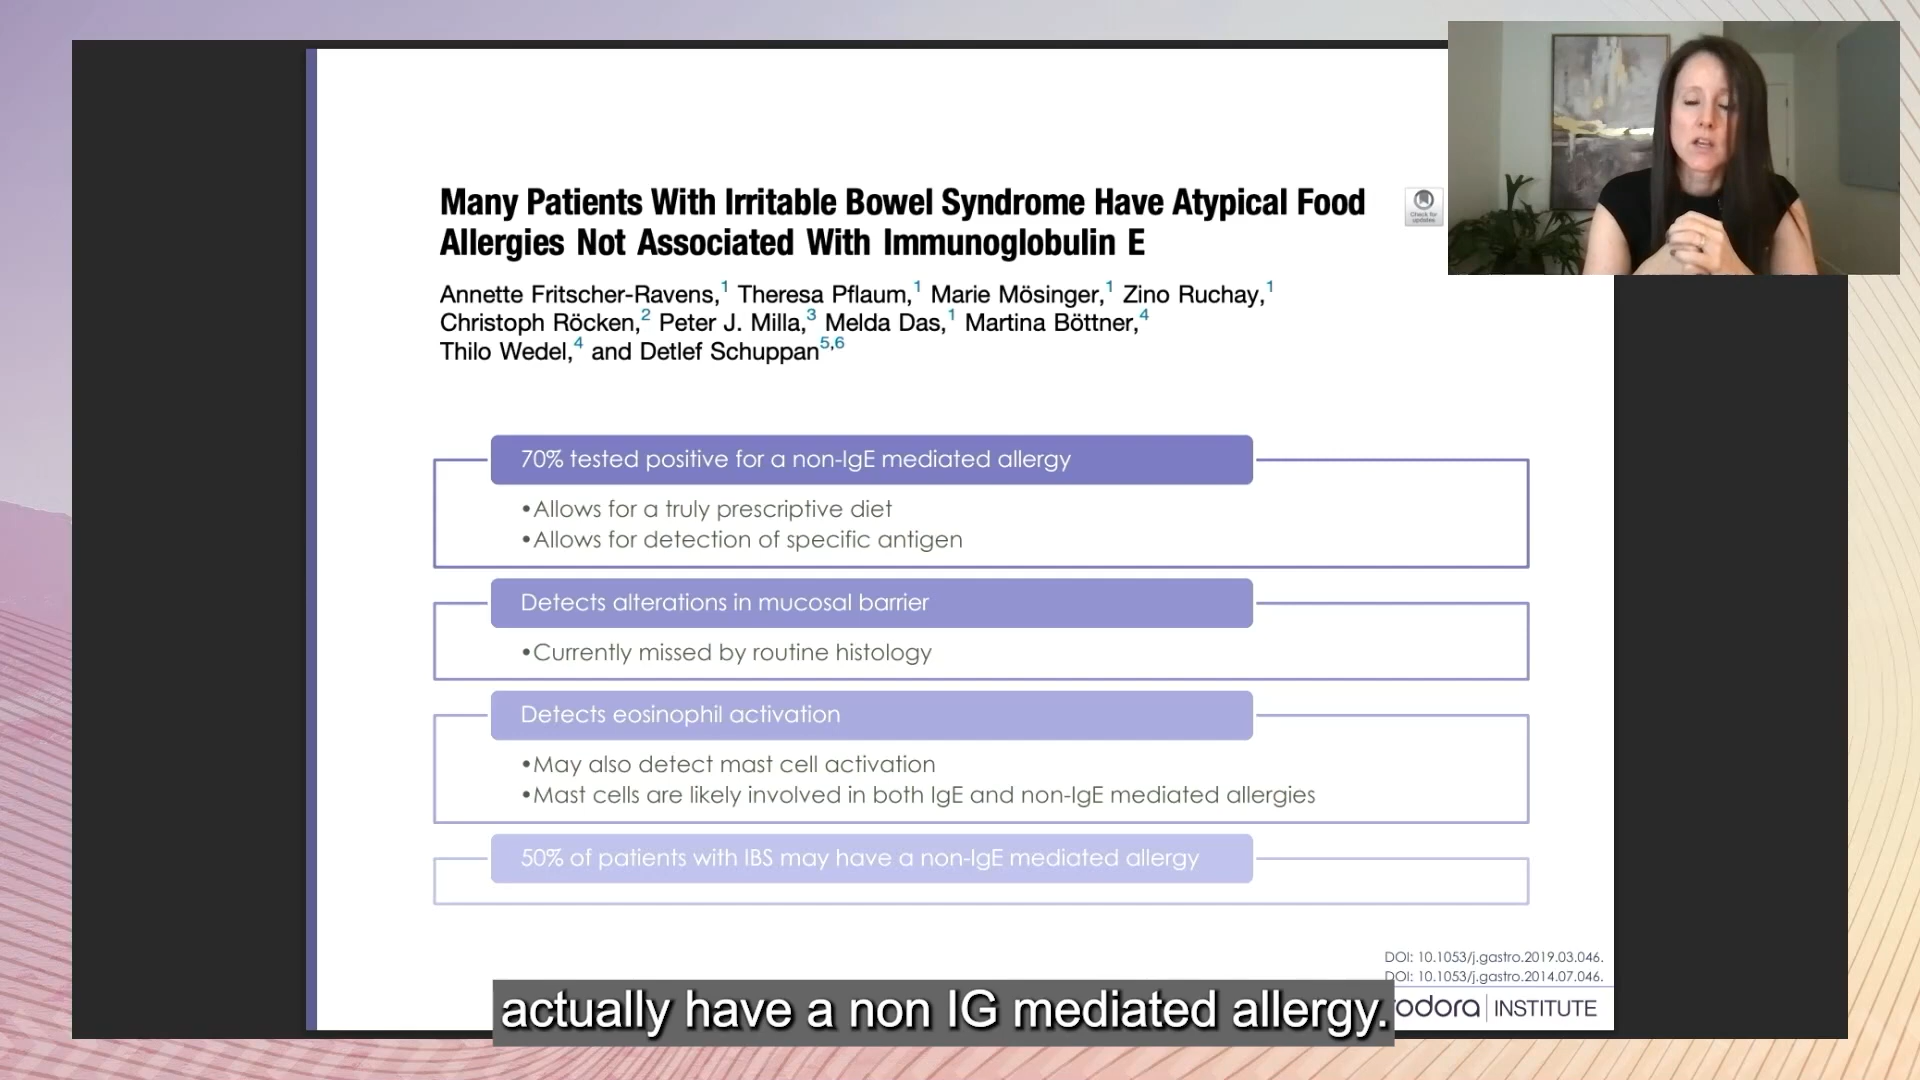 Many Patients With Irritable Bowel Syndrome Have Atypical Food
Allergies Not Associated With Immunoglobulin E
Check for
updates
Annette Fritscher-Ravens,1 Theresa Pflaum,1 Marie Mösinger,1 Zino Ruchay,1
Christoph Röcken,2 Peter J. Milla,3 Melda Das,1 Martina Böttner,4
Thilo Wedel,4 and Detlef Schuppan5,6
70% tested positive for a non-IgE mediated allergy
•Allows for a truly prescriptive diet
•Allows for detection of specific antigen
Detects alterations in mucosal barrier
•Currently missed by routine histology
Detects eosinophil activation
•May also detect mast cell activation
•Mast cells are likely involved in both IgE and non-IgE mediated allergies
50% of patients with IBS may have a non-IgE mediated allergy
DOI: 10.1053/j.gastro.2019.03.046.
DOI: 10.1053/j.gastro.2014.07.046.
rodora | INSTITUTE
actually have a non IG mediated allergy.